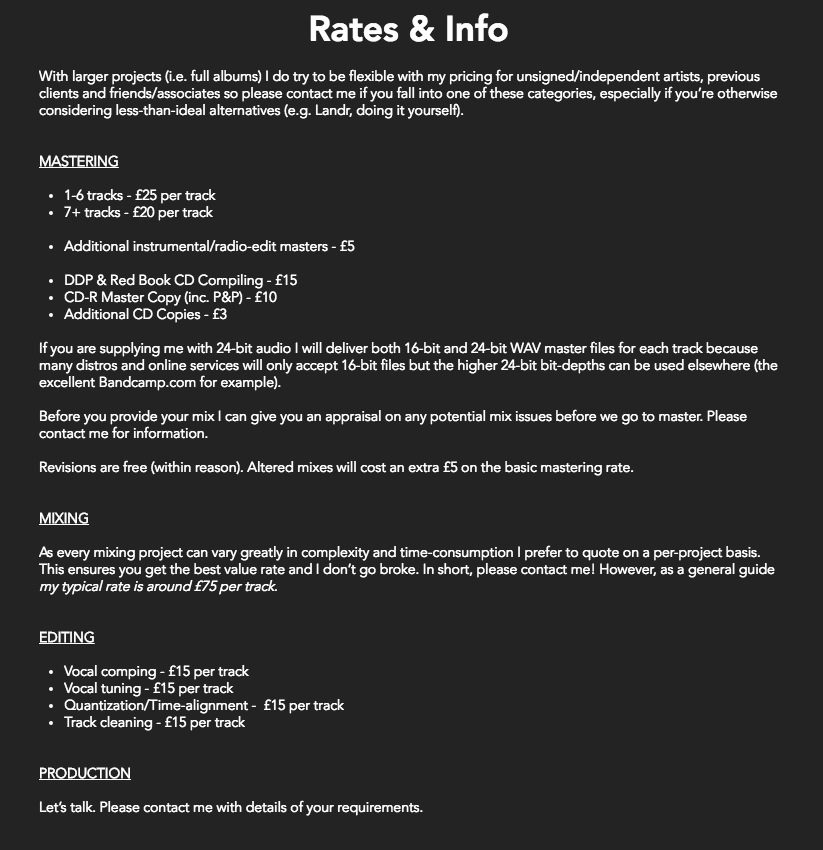 Rates & Info
With larger projects (i.e. full albums) I do try to be flexible with my pricing for unsigned/independent artists, previous
clients and friends/associates so please contact me if you fall into one of these categories, especially if you're otherwise
considering less-than-ideal alternatives (e.g. Landr, doing it yourself).
MASTERING
• 1-6 tracks - £25 per track
• 7+ tracks - £20 per track
• Additional instrumental/radio-edit masters - £5
• DDP & Red Book CD Compiling - £15
• CD-R Master Copy (inc. P&P) - £10
• Additional CD Copies - £3
If you are supplying me with 24-bit audio I will deliver both 16-bit and 24-bit WAV master files for each track because
many distros and online services will only accept 16-bit files but the higher 24-bit bit-depths can be used elsewhere (the
excellent Bandcamp.com for example).
Before you provide your mix I can give you an appraisal on any potential mix issues before we go to master. Please
contact me for information.
Revisions are free (within reason). Altered mixes will cost an extra £5 on the basic mastering rate.
MIXING
As every mixing project can vary greatly in complexity and time-consumption I prefer to quote on a per-project basis.
This ensures you get the best value rate and I don't go broke. In short, please contact me! However, as a general guide
my typical rate is around £75 per track.
EDITING
• Vocal comping - £15 per track
• Vocal tuning - £15 per track
• Quantization/Time-alignment -  £15 per track
• Track cleaning - £15 per track
PRODUCTION
Let's talk. Please contact me with details of your requirements.